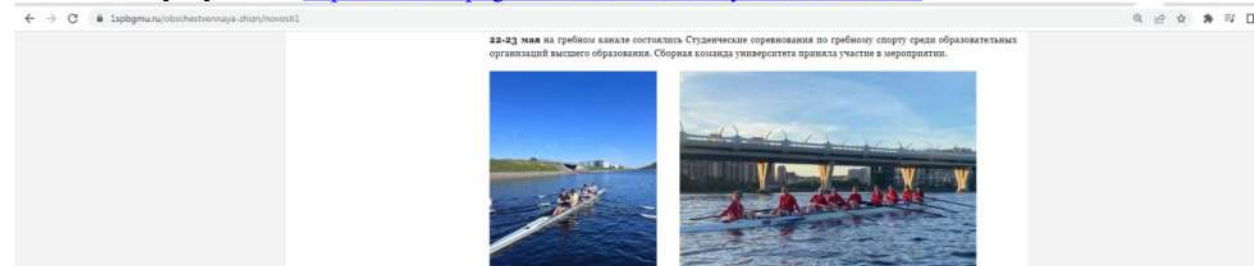 1spbgmu.ru/obschestvennaya-zhizn/novosti1
22-23 мая на гребном канале состоялись Студенческие соревнования по гребному спорту среди образовательных
организаций высшего образования. Сборная команда университета приняла участие в мероприятии.